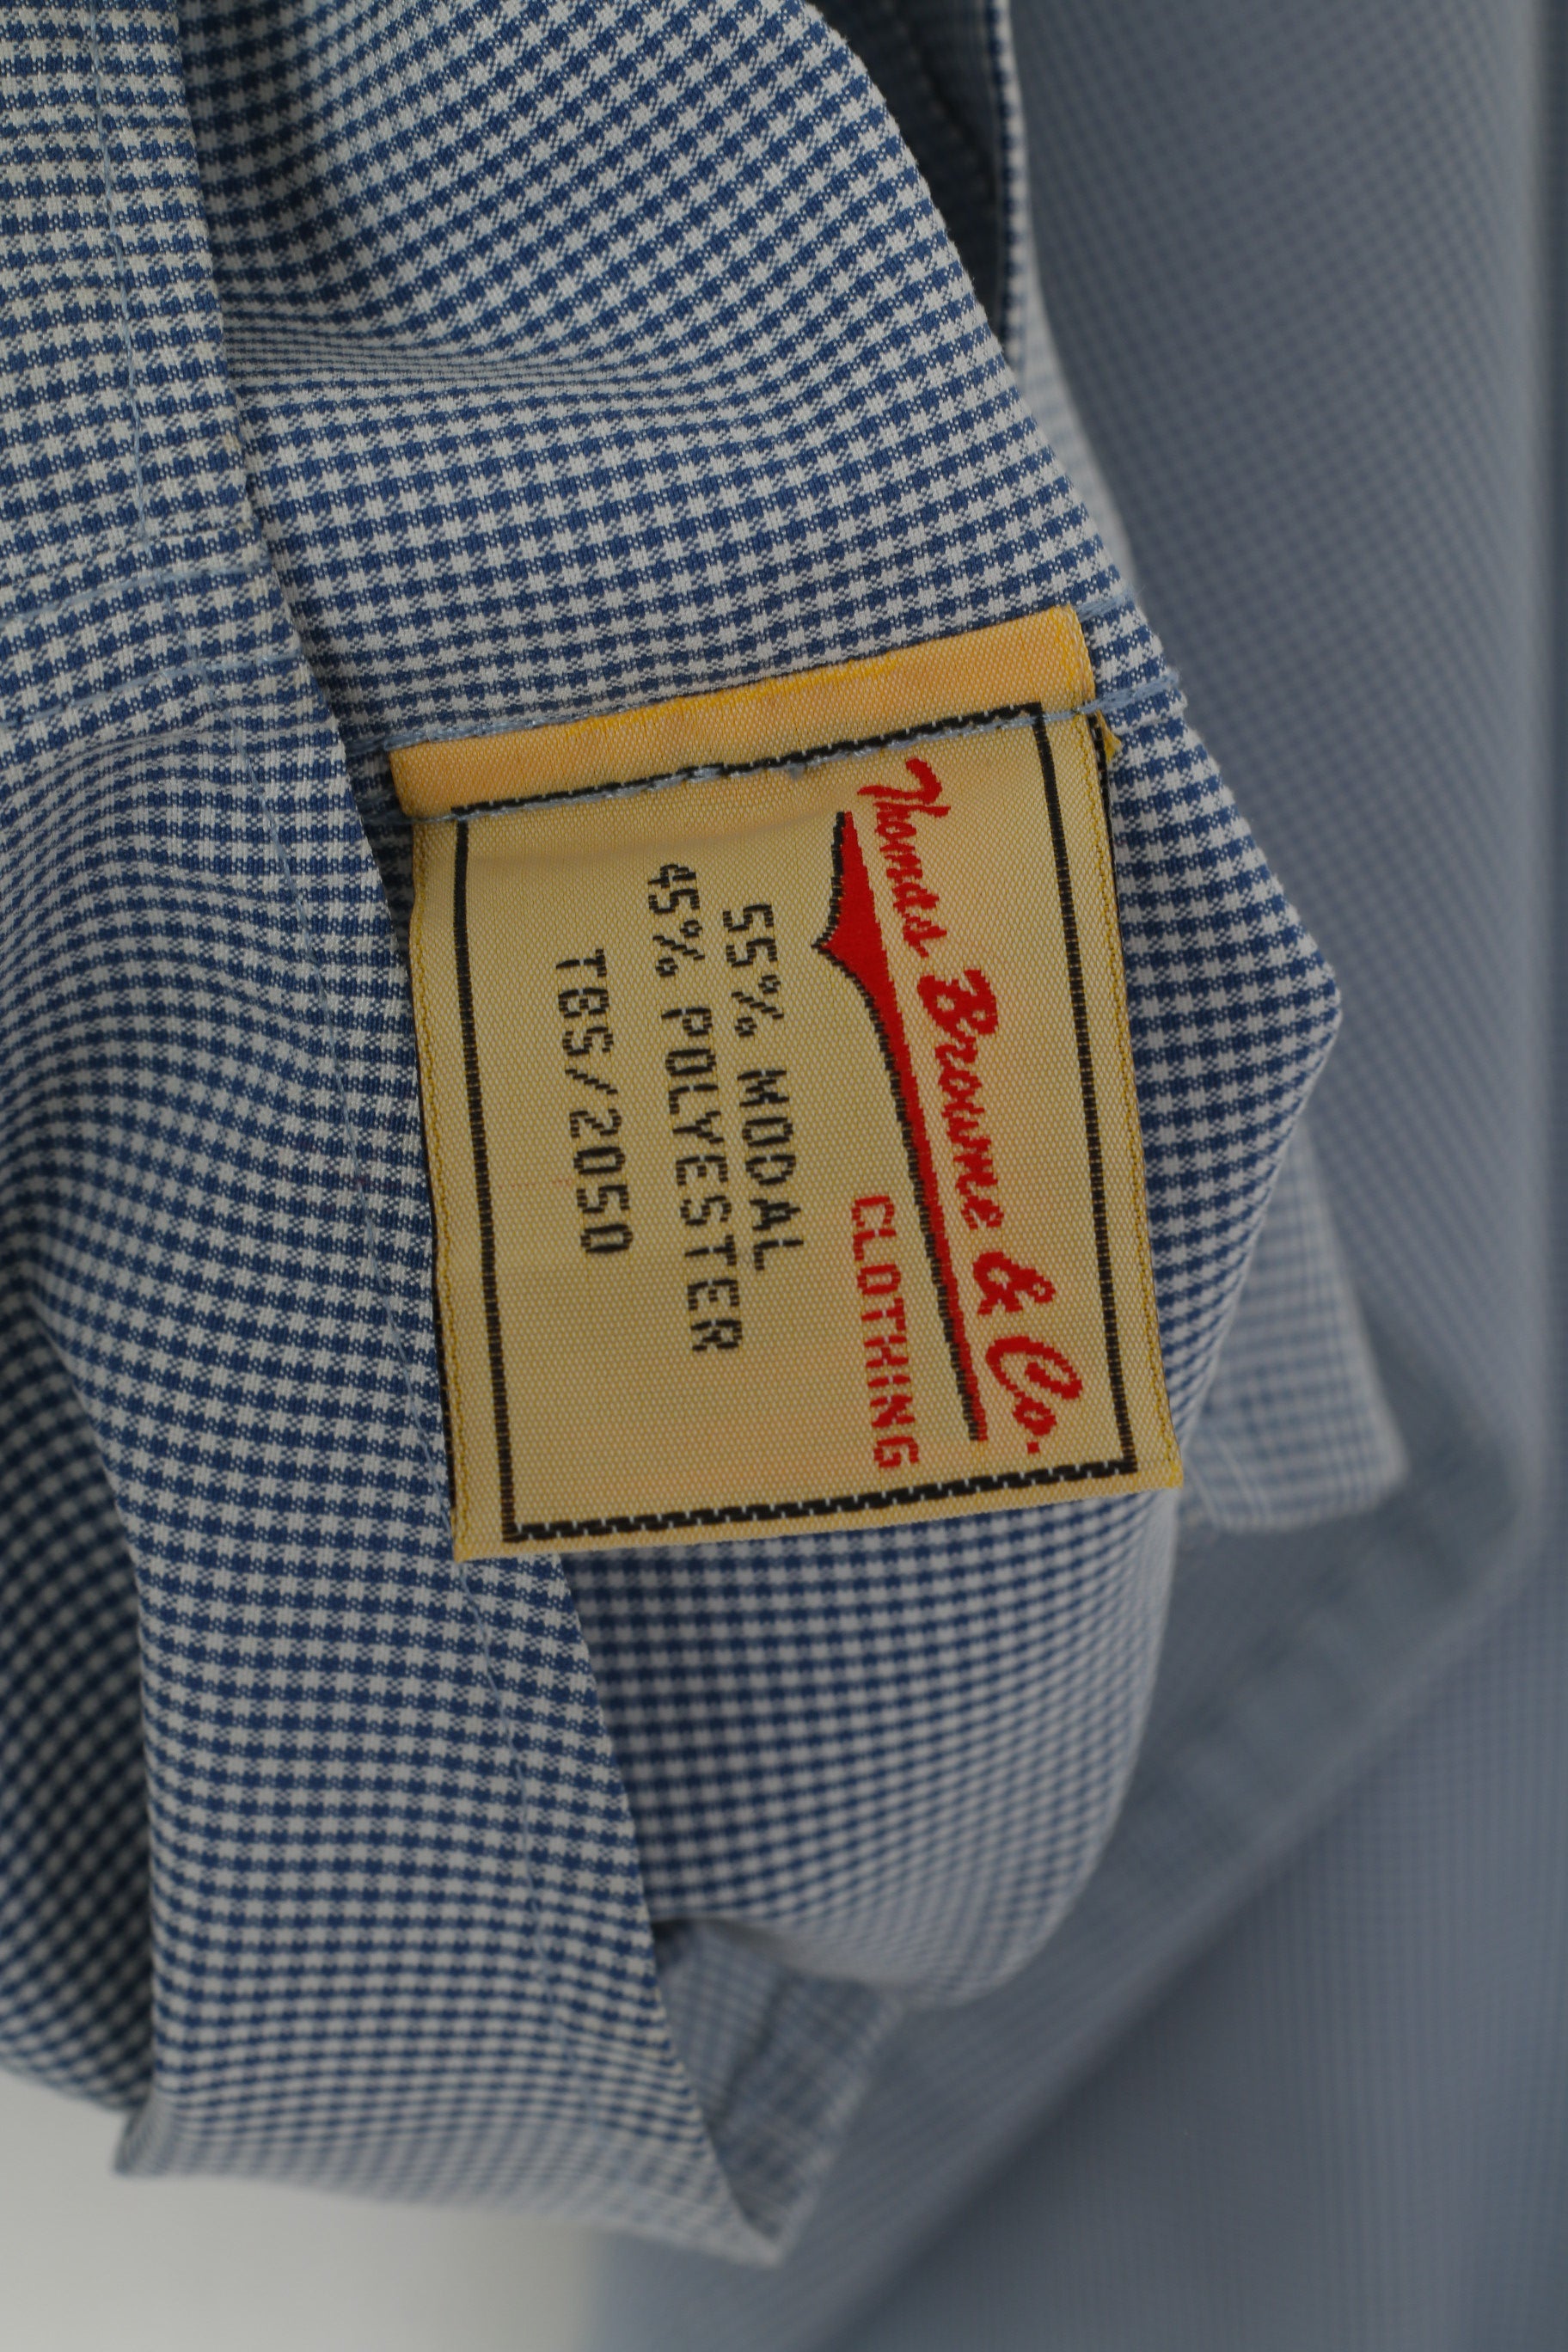 Thomas Browne & Co.
CLOTHING
55% MODAL
45% POLYESTER
TBS/2050